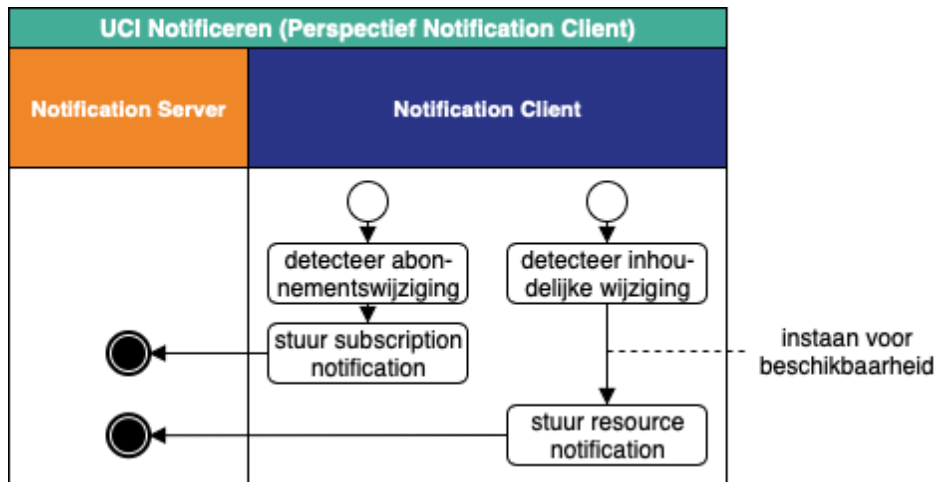 UCI Notificeren (Perspectief Notification Client)
Notification Server
Notification Client
detecteer abon-
nementswijziging
detecteer inhou-
delijke wijziging
stuur subscription
notification
instaan voor
beschikbaarheid
stuur resource
notification